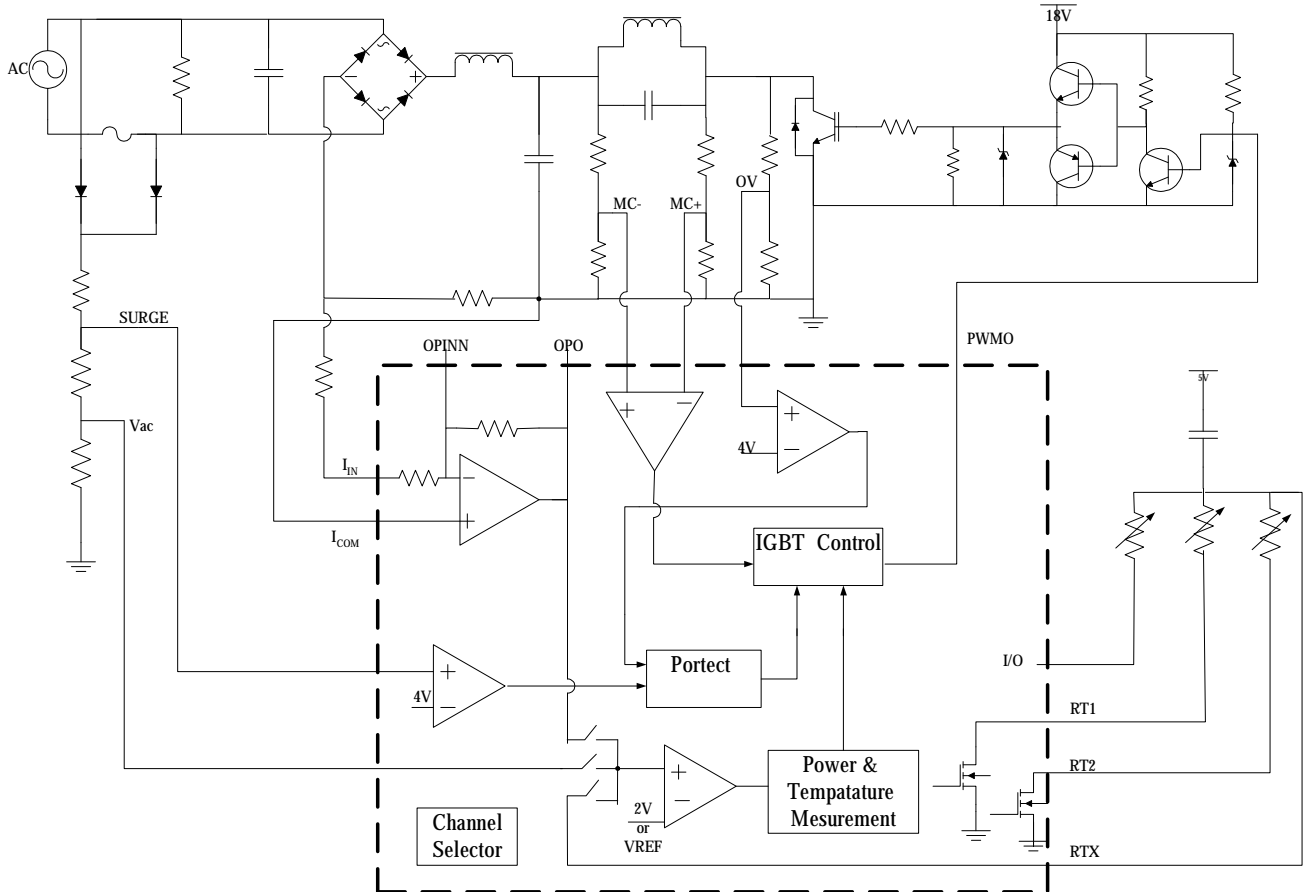 18V
AC
MC-
MC+
OV
SURGE
OPINN
OPO
PWMO
5V
Vac
4V
I_IN
I_COM
IGBT Control
Portect
I/O
4V
RT1
Power &
Tempatature
Mesurement
RT2
2V
or
VREF
Channel
Selector
RTX